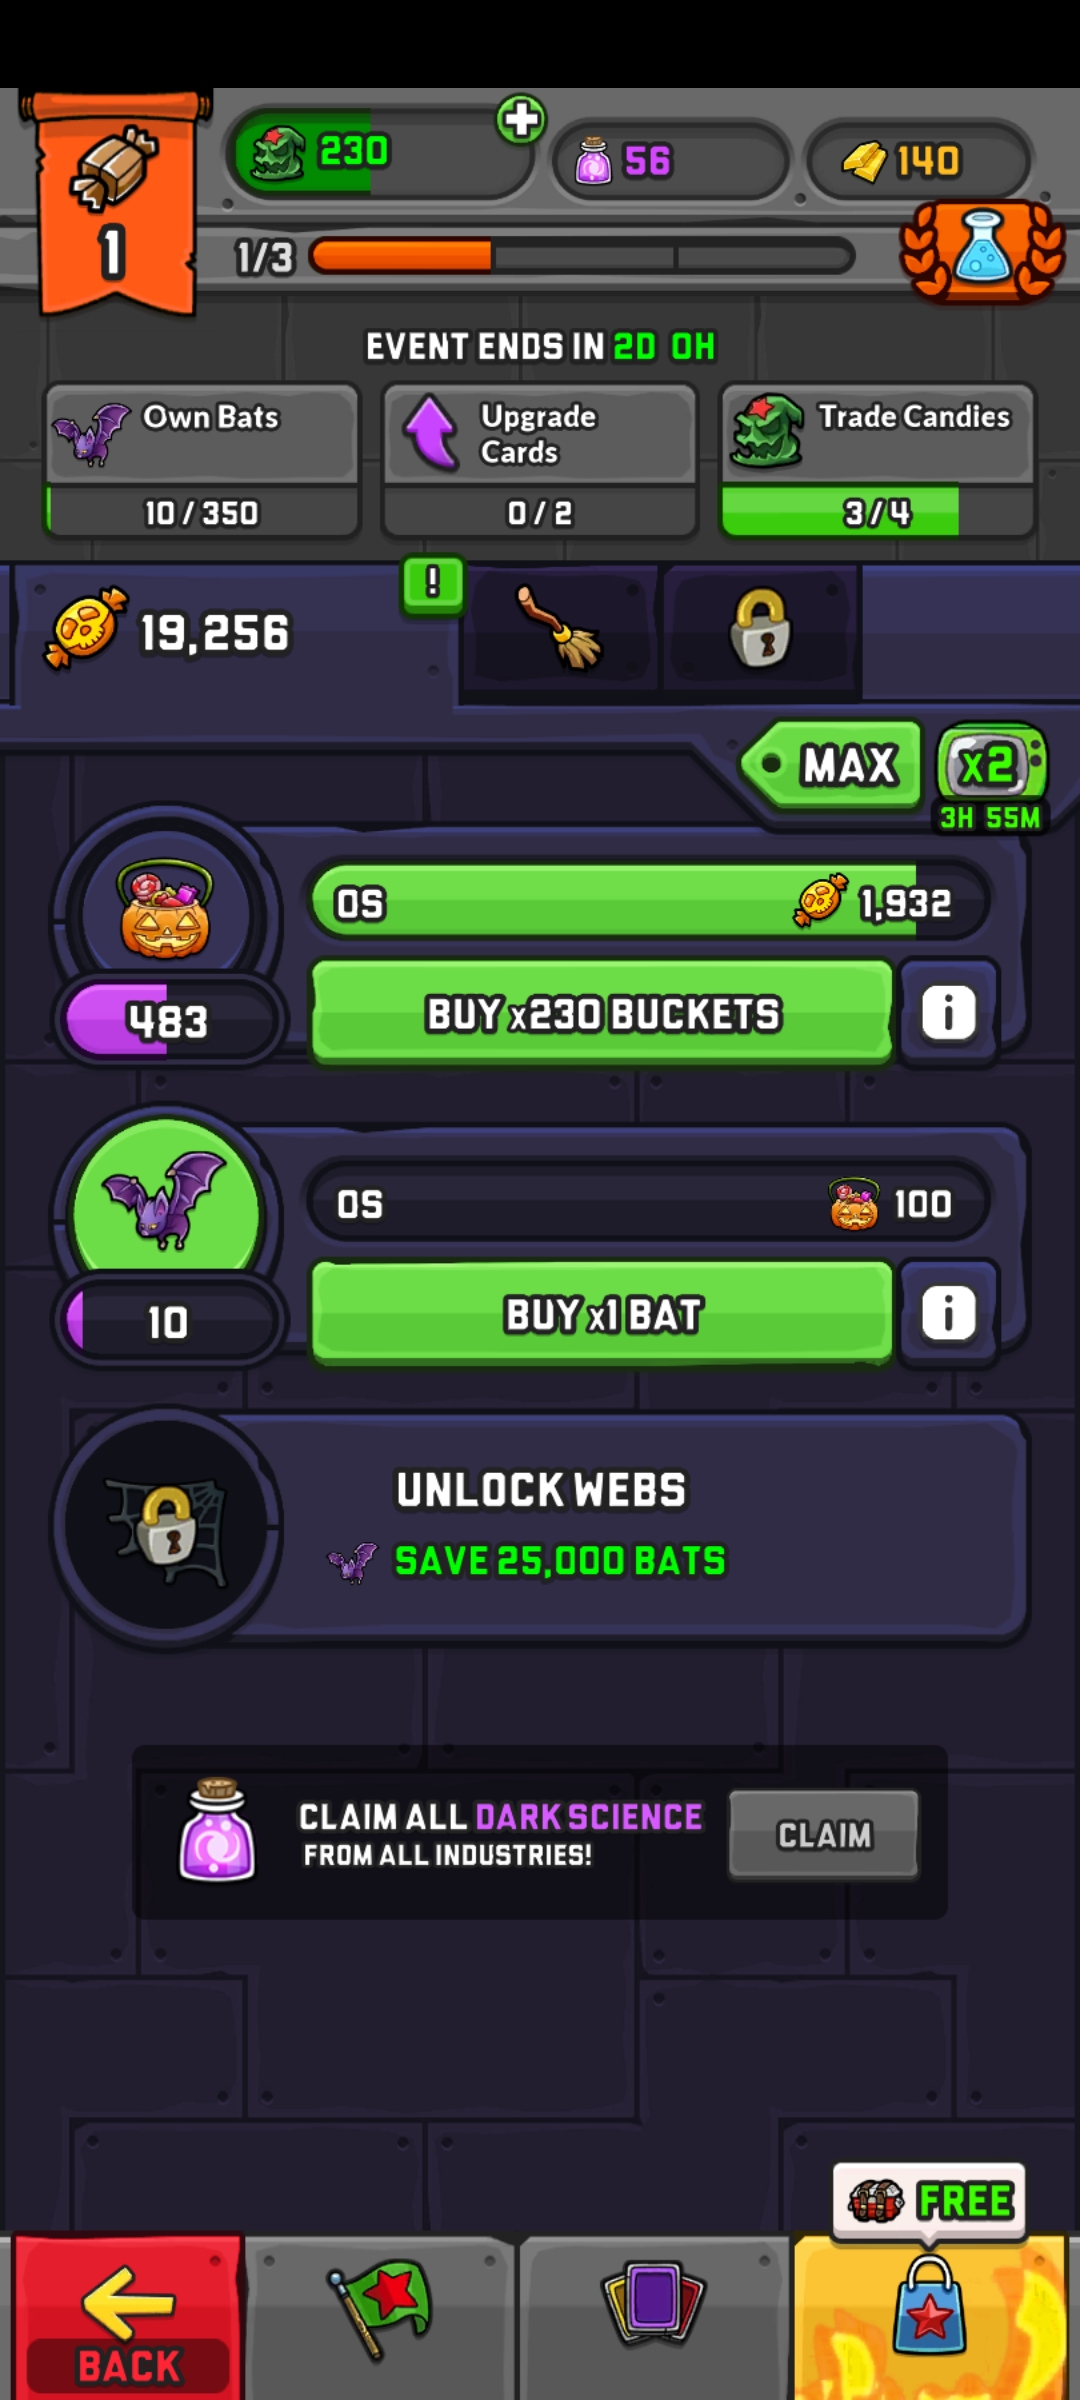 230
56
140
1
1/3
EVENT ENDS IN 2D 0H
Own Bats
10 / 350
Upgrade
Cards
0 / 2
Trade Candies
3 / 4
19,256
!
MAX
x2
3H 55M
0S
1,932
483
BUY x230 BUCKETS
i
0S
100
10
BUY x1 BAT
i
UNLOCK WEBS
SAVE 25,000 BATS
CLAIM ALL DARK SCIENCE
FROM ALL INDUSTRIES!
CLAIM
FREE
BACK